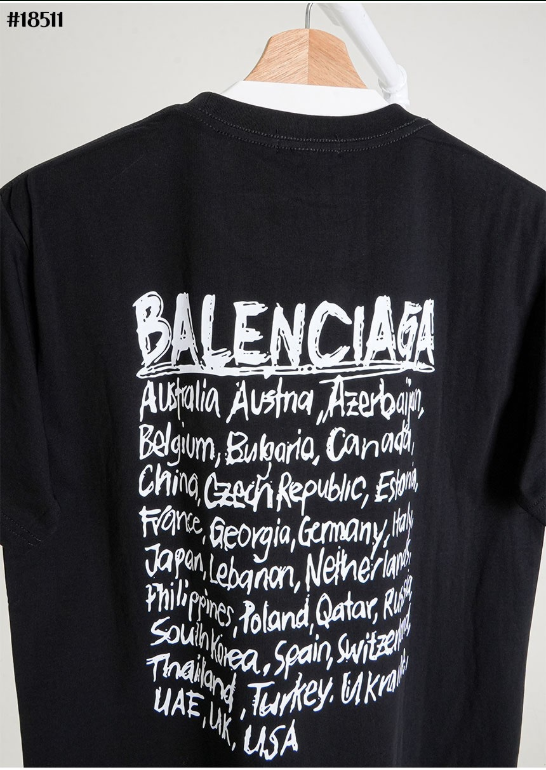 #18511
BALENCIAGA
Australia Austria, Azerbaijan,
Belgium, Bulgaria, Canada,
China, Czech Republic, Estonia,
France, Georgia, Germany, Italy,
Japan, Lebanon, Netherlands,
Philippines, Poland, Qatar, Russia,
South Korea, Spain, Switzerland,
Thailand, Turkey. Ukraine,
UAE, UK, USA